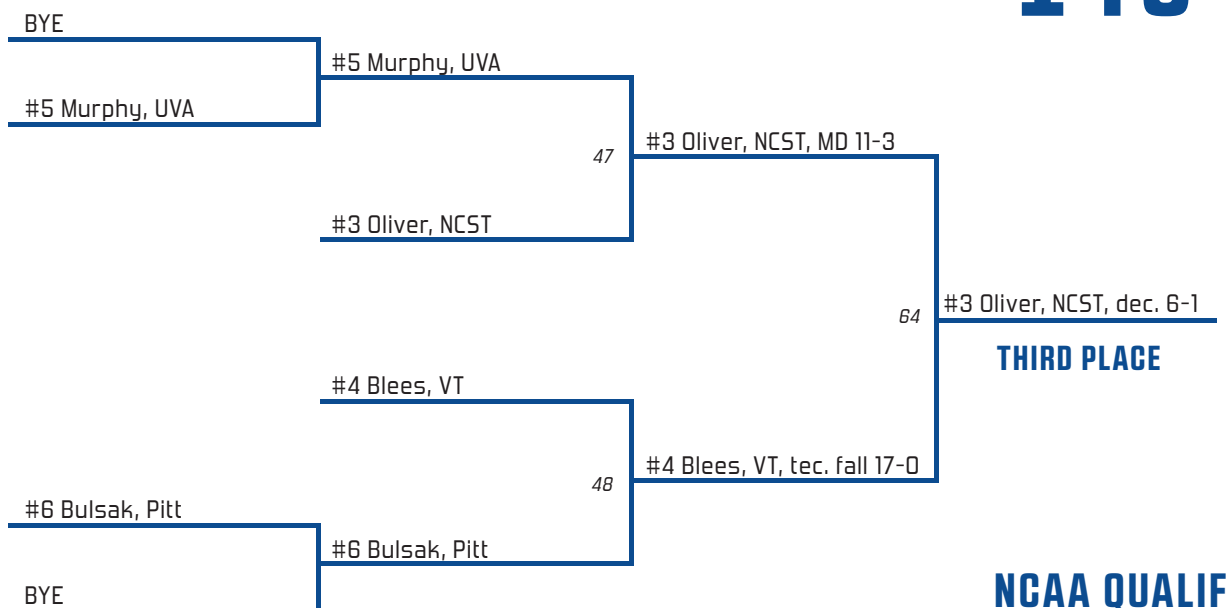 BYE
#5 Murphy, UVA
#5 Murphy, UVA
#3 Oliver, NCST, MD 11-3
47
#3 Oliver, NCST
#3 Oliver, NCST, dec. 6-1
64
THIRD PLACE
#4 Blees, VT
#4 Blees, VT, tec. fall 17-0
48
#6 Bulsak, Pitt
#6 Bulsak, Pitt
BYE
NCAA QUALIF